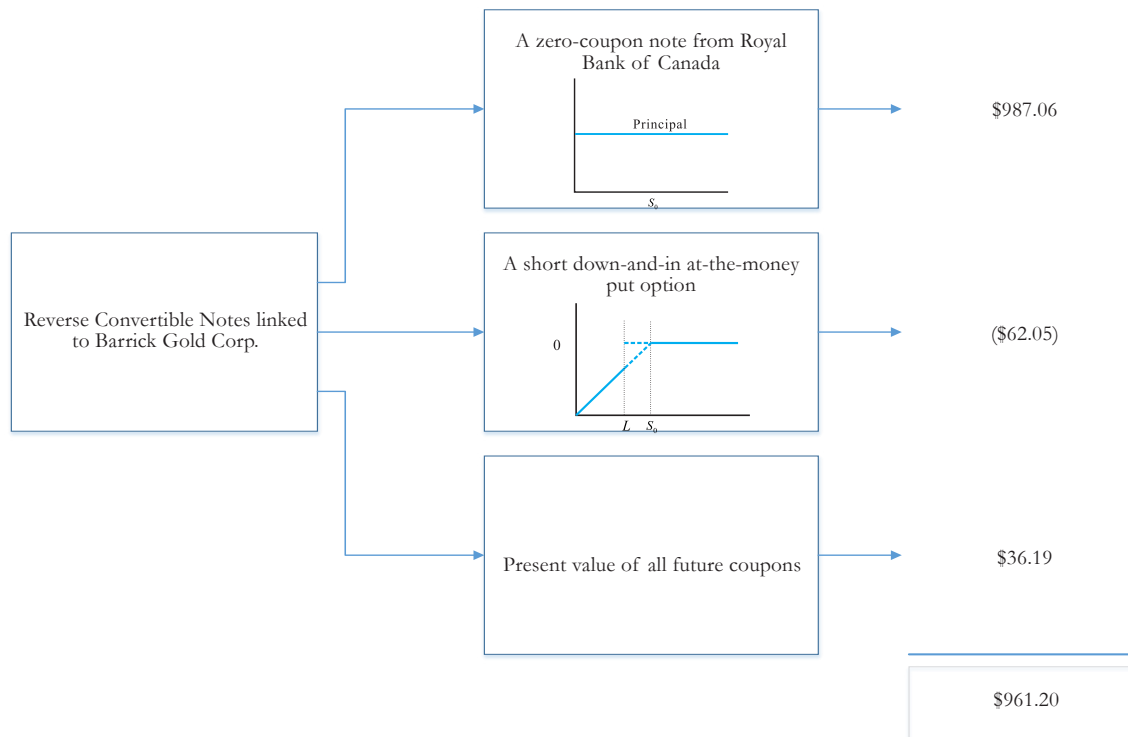 A zero-coupon note from Royal
Bank of Canada
Principal
S₀
$987.06
Reverse Convertible Notes linked
to Barrick Gold Corp.
A short down-and-in at-the-money
put option
0
L S₀
($62.05)
Present value of all future coupons
$36.19
$961.20